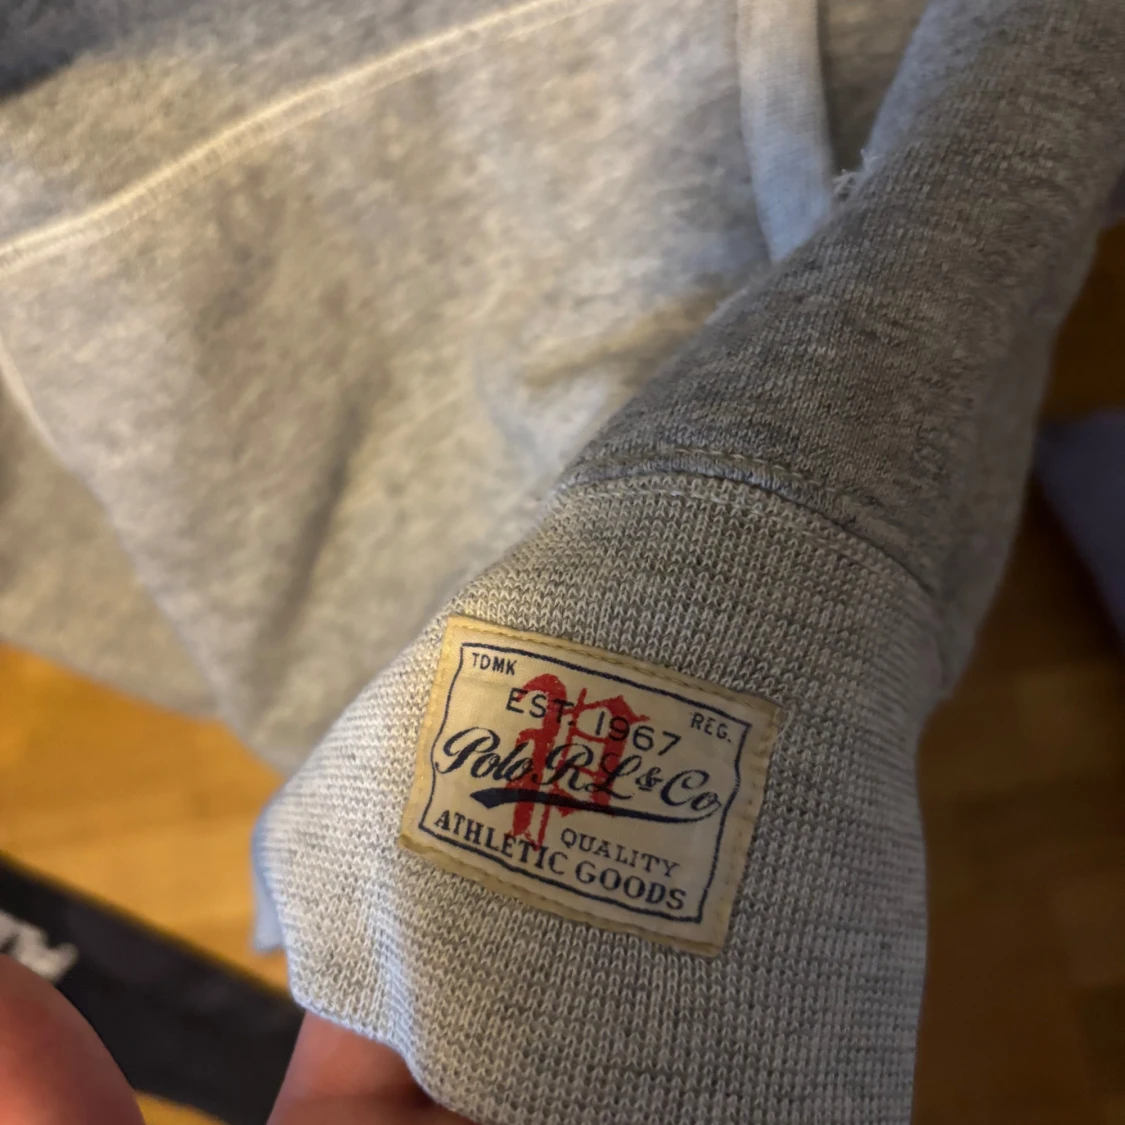 TDMK
REG.
EST. 1967
P
Polo RL & Co
QUALITY
ATHLETIC GOODS